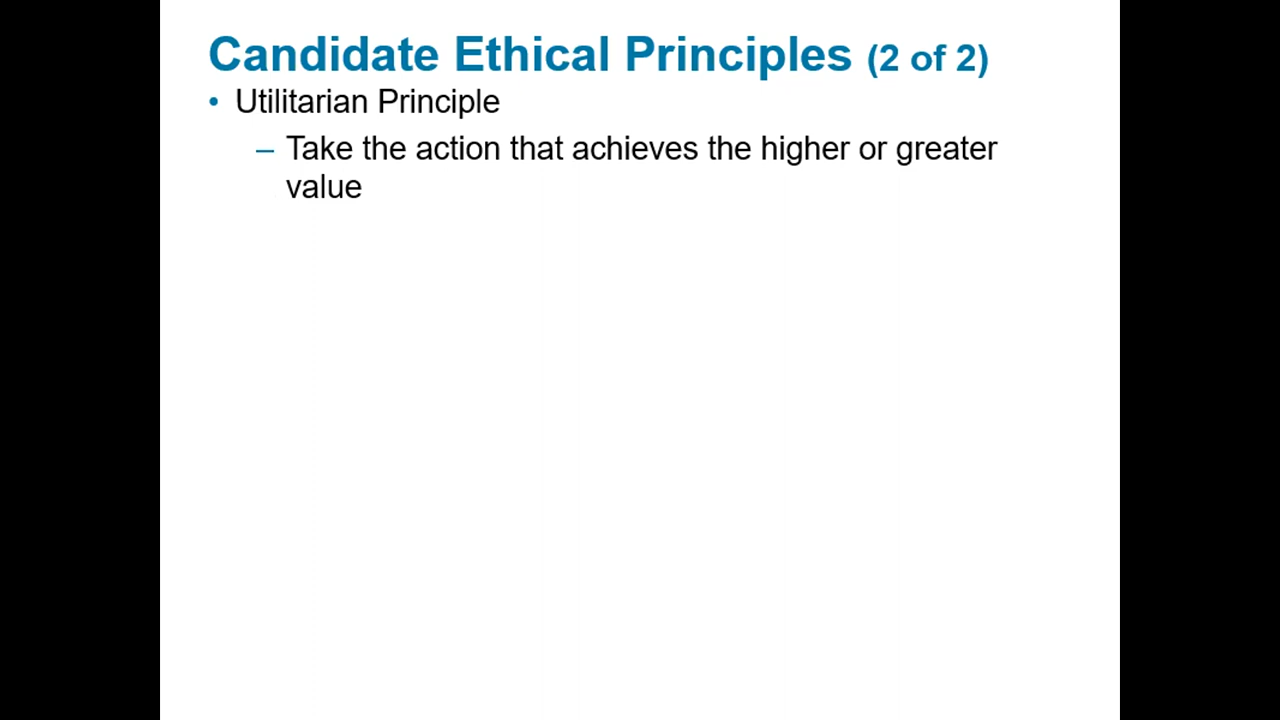 Candidate Ethical Principles (2 of 2)
• Utilitarian Principle
– Take the action that achieves the higher or greater
value